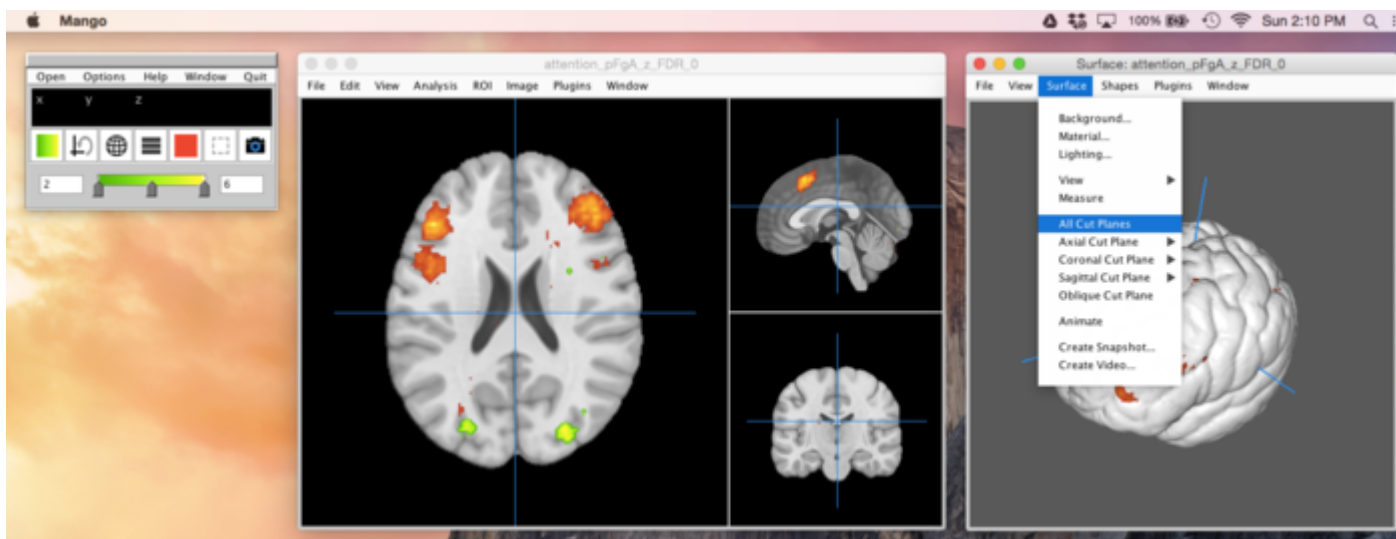 Mango 100% Sun 2:10 PM
Open Options Help Window Quit
x y z
2 6
attention_pFgA_z_FDR_0
File Edit View Analysis ROI Image Plugins Window
Surface: attention_pFgA_z_FDR_0
File View Surface Shapes Plugins Window
Background...
Material...
Lighting...
View
Measure
All Cut Planes
Axial Cut Plane
Coronal Cut Plane
Sagittal Cut Plane
Oblique Cut Plane
Animate
Create Snapshot...
Create Video...